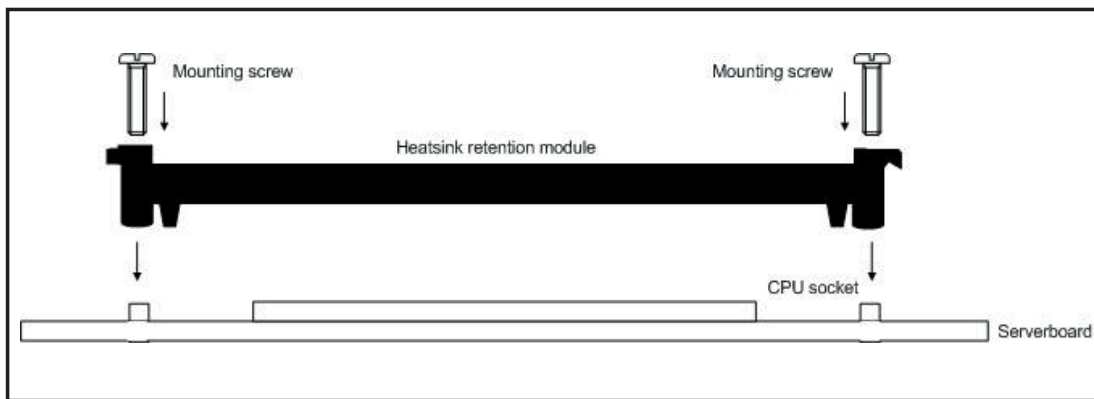 Mounting screw
Mounting screw
Heatsink retention module
CPU socket
Serverboard